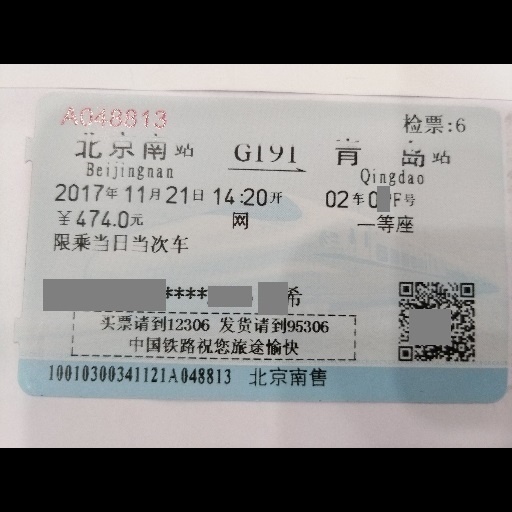 A048813
检票:6
北京南站 G191 青岛站
Beijingnan Qingdao
2017年11月21日 14:20开 02车0 F号
￥474.0元 网 一等座
限乘当日当次车
**** 希
买票请到12306 发货请到95306
中国铁路祝您旅途愉快
10010300341121A048813 北京南售